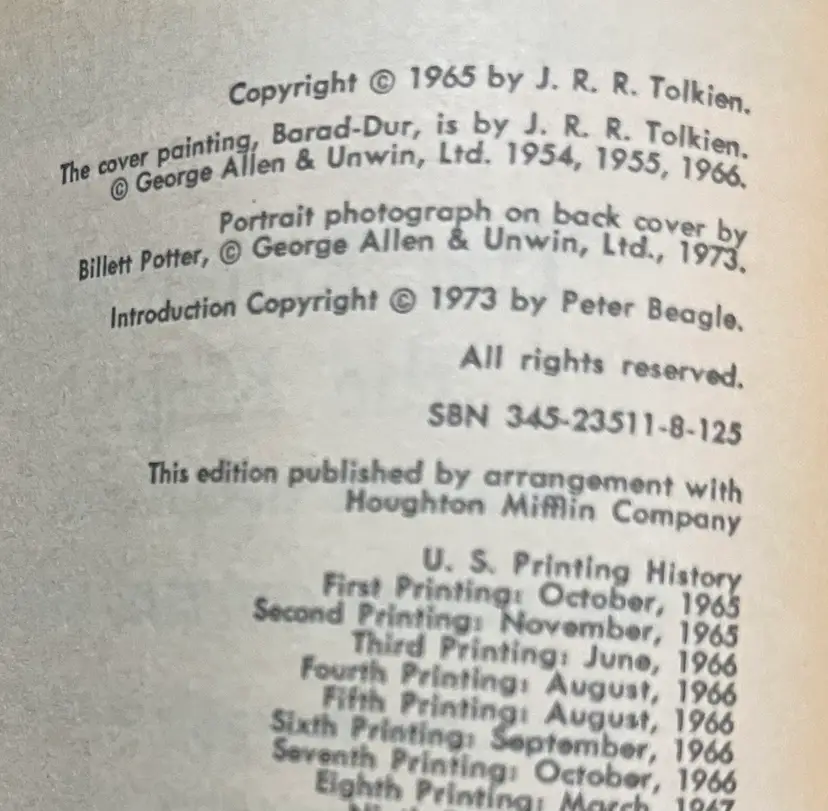 Copyright © 1965 by J. R. R. Tolkien.
The cover painting, Barad-Dur, is by J. R. R. Tolkien.
© George Allen & Unwin, Ltd. 1954, 1955, 1966.
Portrait photograph on back cover by
Billett Potter, © George Allen & Unwin, Ltd., 1973.
Introduction Copyright © 1973 by Peter Beagle.
All rights reserved.
SBN 345-23511-8-125
This edition published by arrangement with
Houghton Mifflin Company
U. S. Printing History
First Printing: October, 1965
Second Printing: November, 1965
Third Printing: June, 1966
Fourth Printing: August, 1966
Fifth Printing: August, 1966
Sixth Printing: September, 1966
Seventh Printing: October, 1966
Eighth Printing: March, 1967